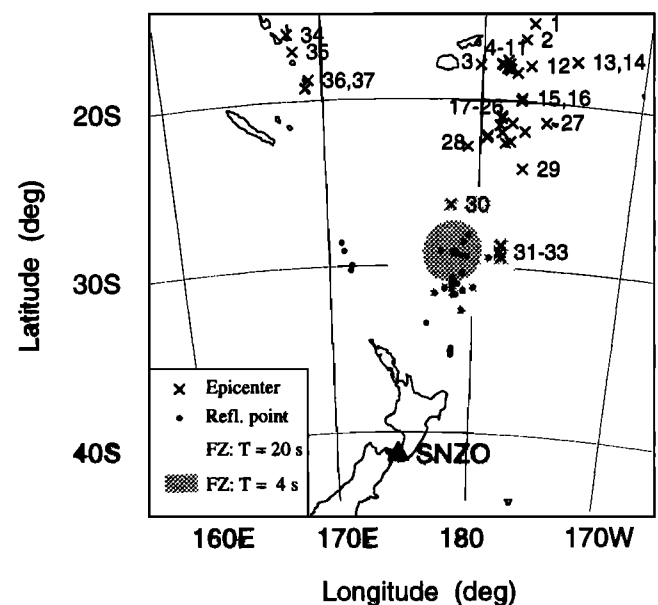 34
35
36,37
1
2
3
4-11
12
13,14
15,16
17-26
27
28
29
30
31-33
20S
30S
40S
Latitude (deg)
Epicenter
Refl. point
FZ: T = 20 s
FZ: T = 4 s
SNZO
160E 170E 180 170W
Longitude (deg)